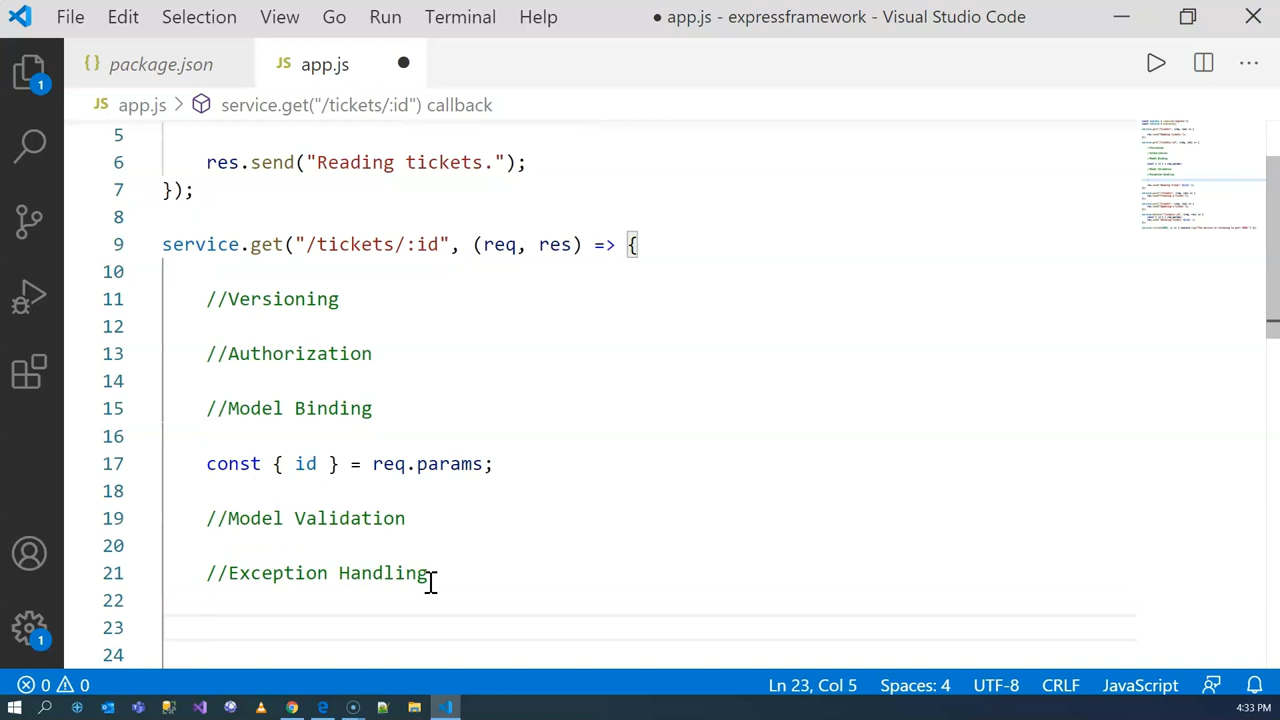 File Edit Selection View Go Run Terminal Help ● app.js - expressframework - Visual Studio Code
{} package.json JS app.js ●
JS app.js > service.get("/tickets/:id") callback
5
6 res.send("Reading tickets.");
7 });
8
9 service.get("/tickets/:id", (req, res) => {
10
11 //Versioning
12
13 //Authorization
14
15 //Model Binding
16
17 const { id } = req.params;
18
19 //Model Validation
20
21 //Exception Handling
22
23
24
1
1
0 0 Ln 23, Col 5 Spaces: 4 UTF-8 CRLF JavaScript
4:33 PM